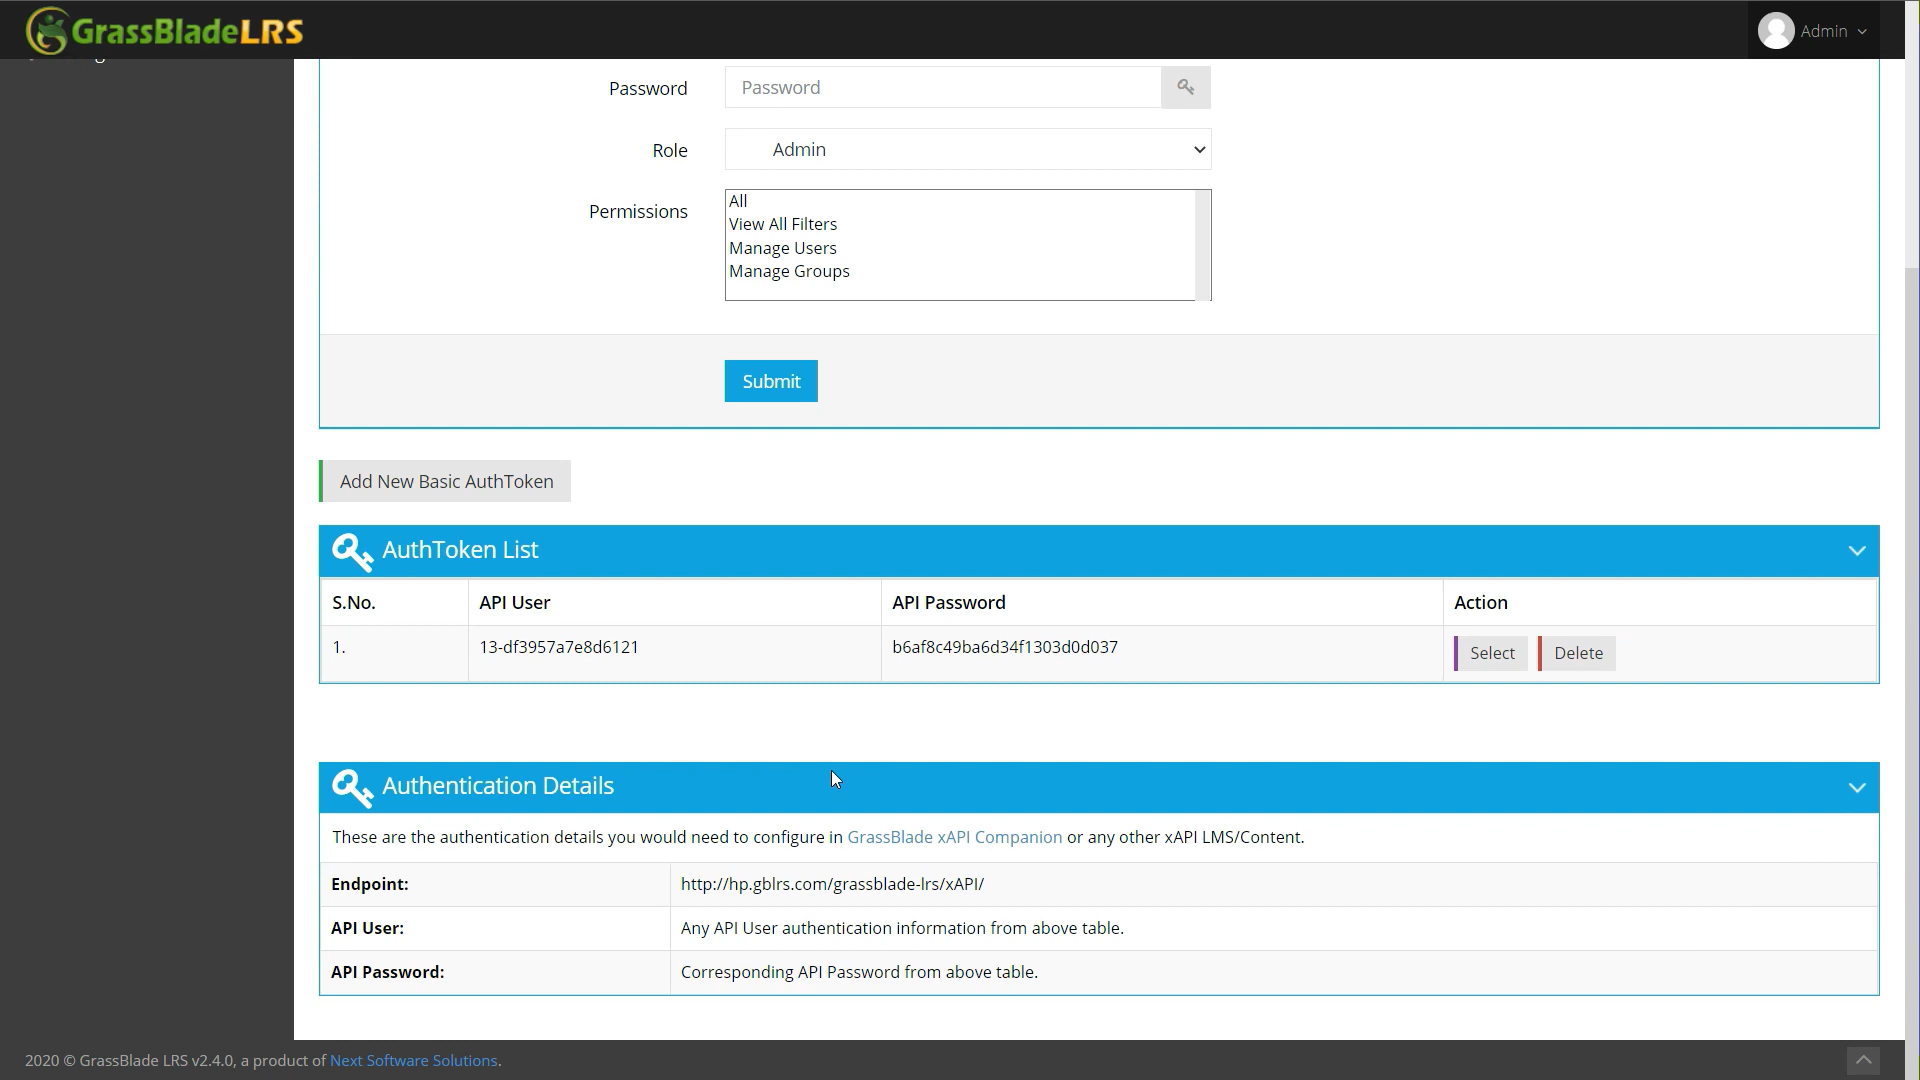 GrassBladeLRS
Admin
Password
Password
Role
Admin
Permissions
All
View All Filters
Manage Users
Manage Groups
Submit
Add New Basic AuthToken
AuthToken List
S.No. API User API Password Action
1. 13-df3957a7e8d6121 b6af8c49ba6d34f1303d0d037 Select Delete
Authentication Details
These are the authentication details you would need to configure in GrassBlade xAPI Companion or any other xAPI LMS/Content.
Endpoint: http://hp.gblrs.com/grassblade-lrs/xAPI/
API User: Any API User authentication information from above table.
API Password: Corresponding API Password from above table.
2020 © GrassBlade LRS v2.4.0, a product of Next Software Solutions.